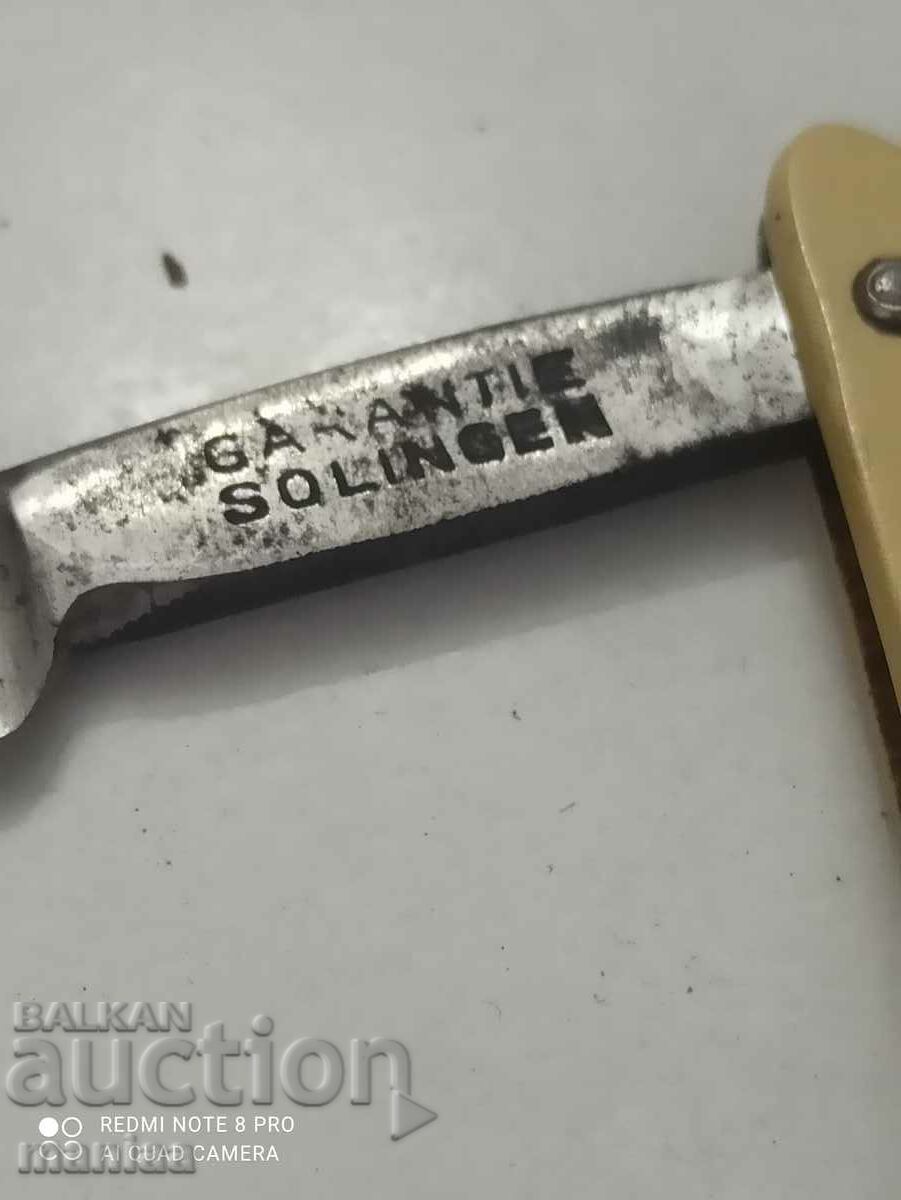 GARANTIE
SOLINGEN
BALKAN
auction
REDMI NOTE 8 PRO
AI QUAD CAMERA